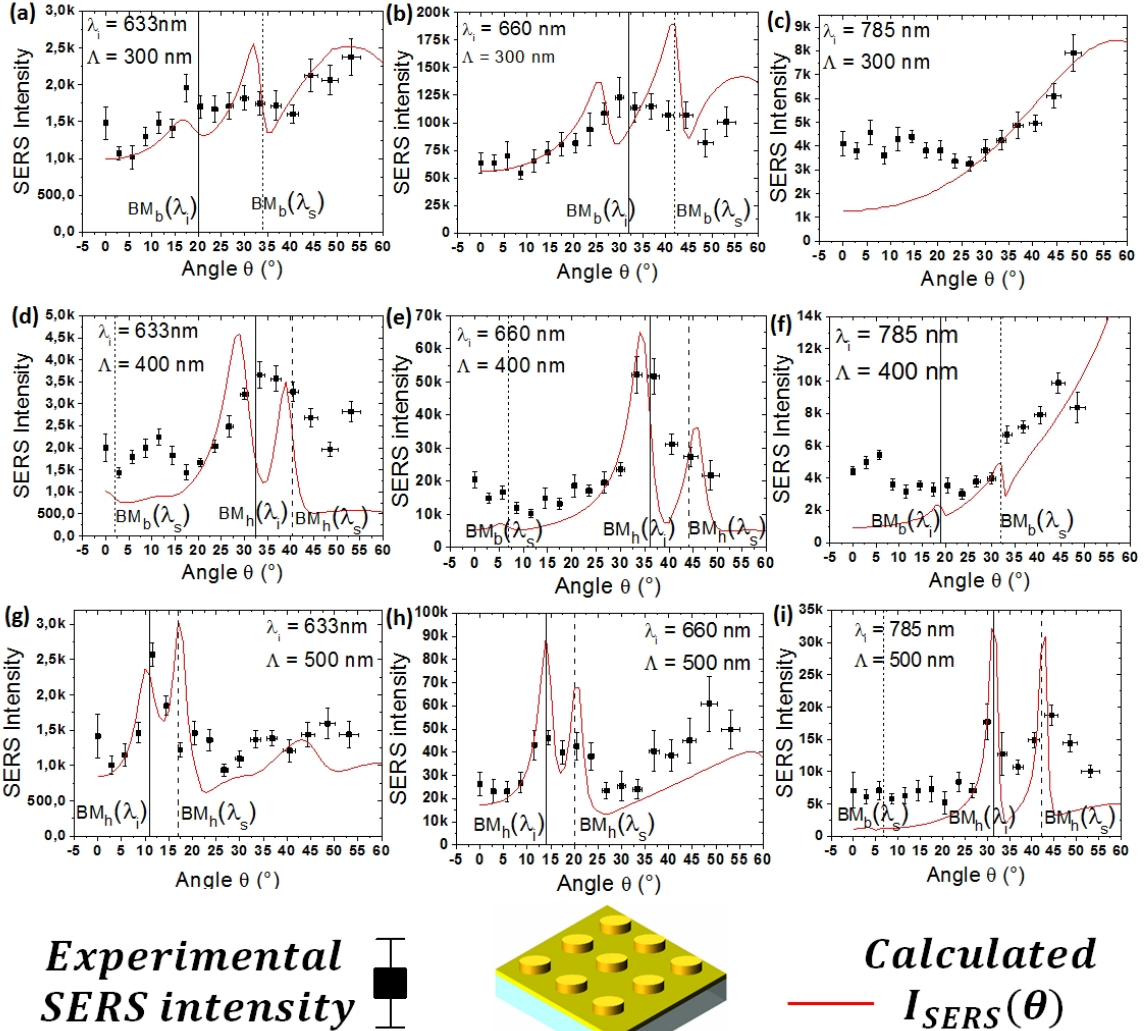 (a)
λi = 633nm
Λ = 300 nm
SERS Intensity
3,0k
2,5k
2,0k
1,5k
1,0k
500,0
0,0
BMb(λi)
BMb(λs)
-5 0 5 10 15 20 25 30 35 40 45 50 55 60
Angle θ (°)
(b)
λi = 660 nm
Λ = 300 nm
SERS intensity
200k
175k
150k
125k
100k
75k
50k
25k
0
BMb(λi)
BMb(λs)
-5 0 5 10 15 20 25 30 35 40 45 50 55 60
Angle θ (°)
(c)
λi = 785 nm
Λ = 300 nm
SERS Intensity
9k
8k
7k
6k
5k
4k
3k
2k
1k
0
-5 0 5 10 15 20 25 30 35 40 45 50 55 60
Angle θ (°)
(d)
λi = 633nm
Λ = 400 nm
SERS Intensity
5,0k
4,5k
4,0k
3,5k
3,0k
2,5k
2,0k
1,5k
1,0k
500,0
0,0
BMb(λs)
BMh(λi)
BMh(λs)
-5 0 5 10 15 20 25 30 35 40 45 50 55 60
Angle θ (°)
(e)
λi = 660 nm
Λ = 400 nm
SERS Intensity
70k
60k
50k
40k
30k
20k
10k
0
BMb(λs)
BMh(λi)
BMh(λs)
-5 0 5 10 15 20 25 30 35 40 45 50 55 60
Angle θ (°)
(f)
λi = 785 nm
Λ = 400 nm
SERS Intensity
14k
12k
10k
8k
6k
4k
2k
0
BMb(λi)
BMb(λs)
-5 0 5 10 15 20 25 30 35 40 45 50 55 60
Angle θ (°)
(g)
λi = 633nm
Λ = 500 nm
SERS Intensity
3,0k
2,5k
2,0k
1,5k
1,0k
500,0
0,0
BMh(λi)
BMh(λs)
-5 0 5 10 15 20 25 30 35 40 45 50 55 60
Angle θ (°)
(h)
λi = 660 nm
Λ = 500 nm
SERS Intensity
100k
90k
80k
70k
60k
50k
40k
30k
20k
10k
0
BMh(λi)
BMh(λs)
-5 0 5 10 15 20 25 30 35 40 45 50 55 60
Angle θ (°)
(i)
λi = 785 nm
Λ = 500 nm
SERS Intensity
35k
30k
25k
20k
15k
10k
5k
0
BMb(λs)
BMh(λi)
BMh(λs)
-5 0 5 10 15 20 25 30 35 40 45 50 55 60
Angle θ (°)
Experimental
SERS intensity
Calculated
ISERS(θ)